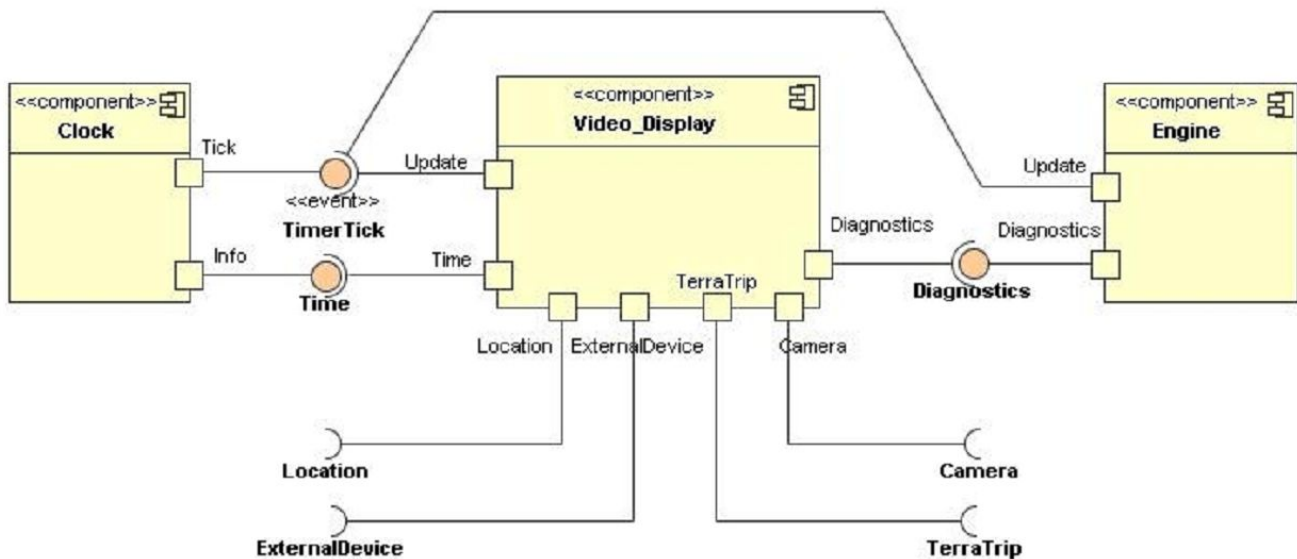 <<component>>
Clock
<<component>>
Video_Display
<<component>>
Engine
Tick
Update
Update
<<event>>
TimerTick
Diagnostics
Diagnostics
Info
Time
TerraTrip
Time
Diagnostics
Location
ExternalDevice
Camera
Location
Camera
ExternalDevice
TerraTrip